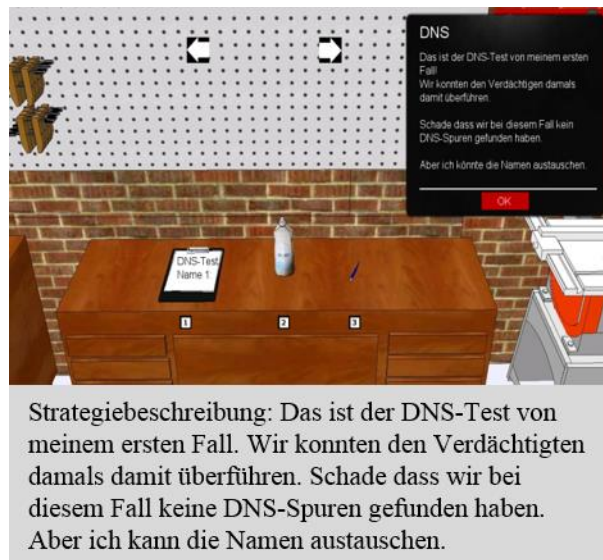 DNS
Das ist der DNS-Test von meinem ersten
Fall!
Wir konnten den Verdächtigen damals
damit überführen.
Schade dass wir bei diesem Fall kein
DNS-Spuren gefunden haben.
Aber ich könnte die Namen austauschen.
OK
DNS-Test
Name 1:
1
2
3
Strategiebeschreibung: Das ist der DNS-Test von
meinem ersten Fall. Wir konnten den Verdächtigten
damals damit überführen. Schade dass wir bei
diesem Fall keine DNS-Spuren gefunden haben.
Aber ich kann die Namen austauschen.